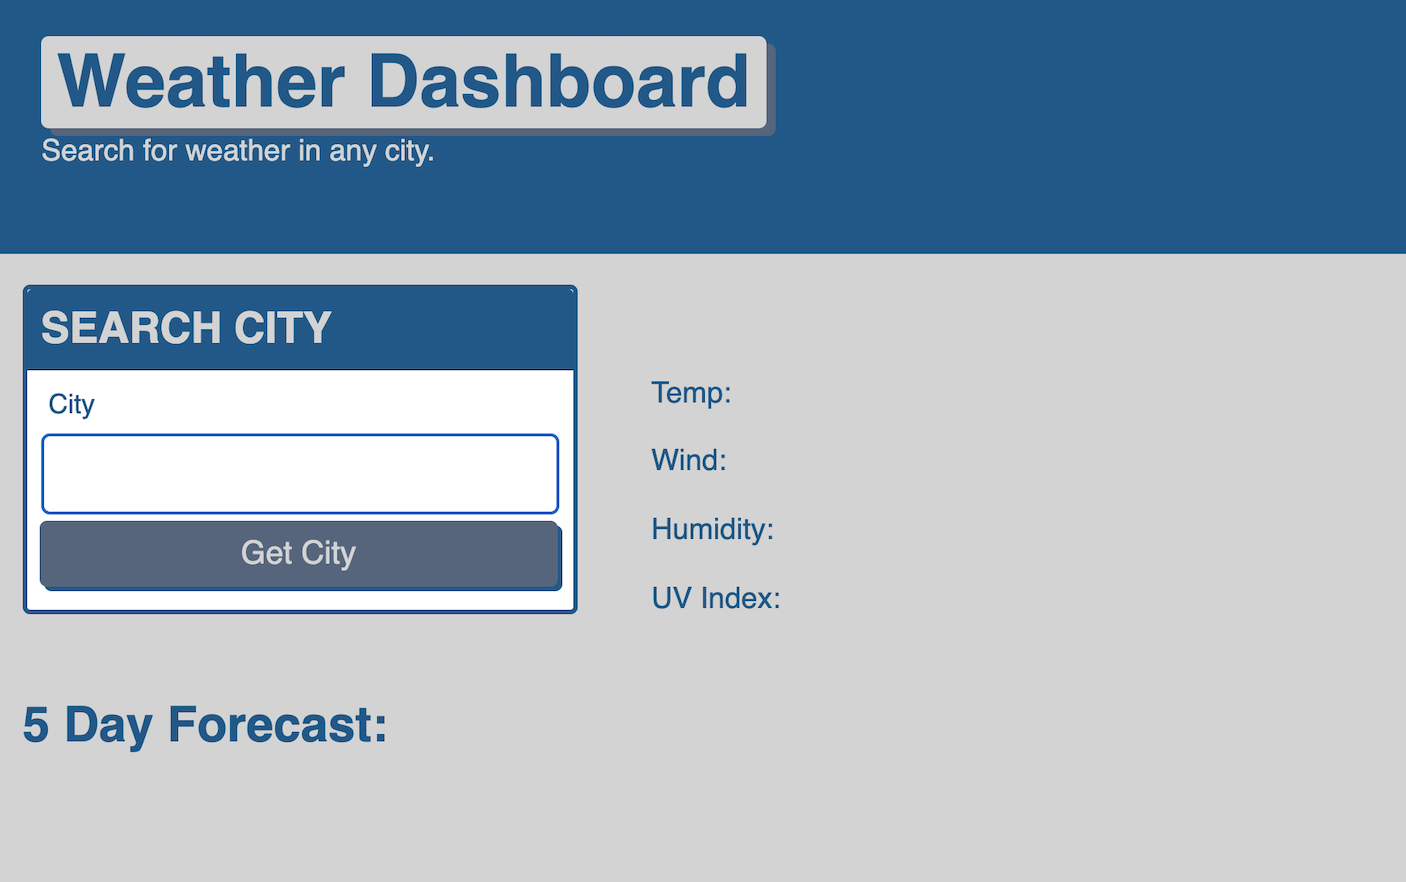 Weather Dashboard
Search for weather in any city.
SEARCH CITY
City
Get City
Temp:
Wind:
Humidity:
UV Index:
5 Day Forecast: